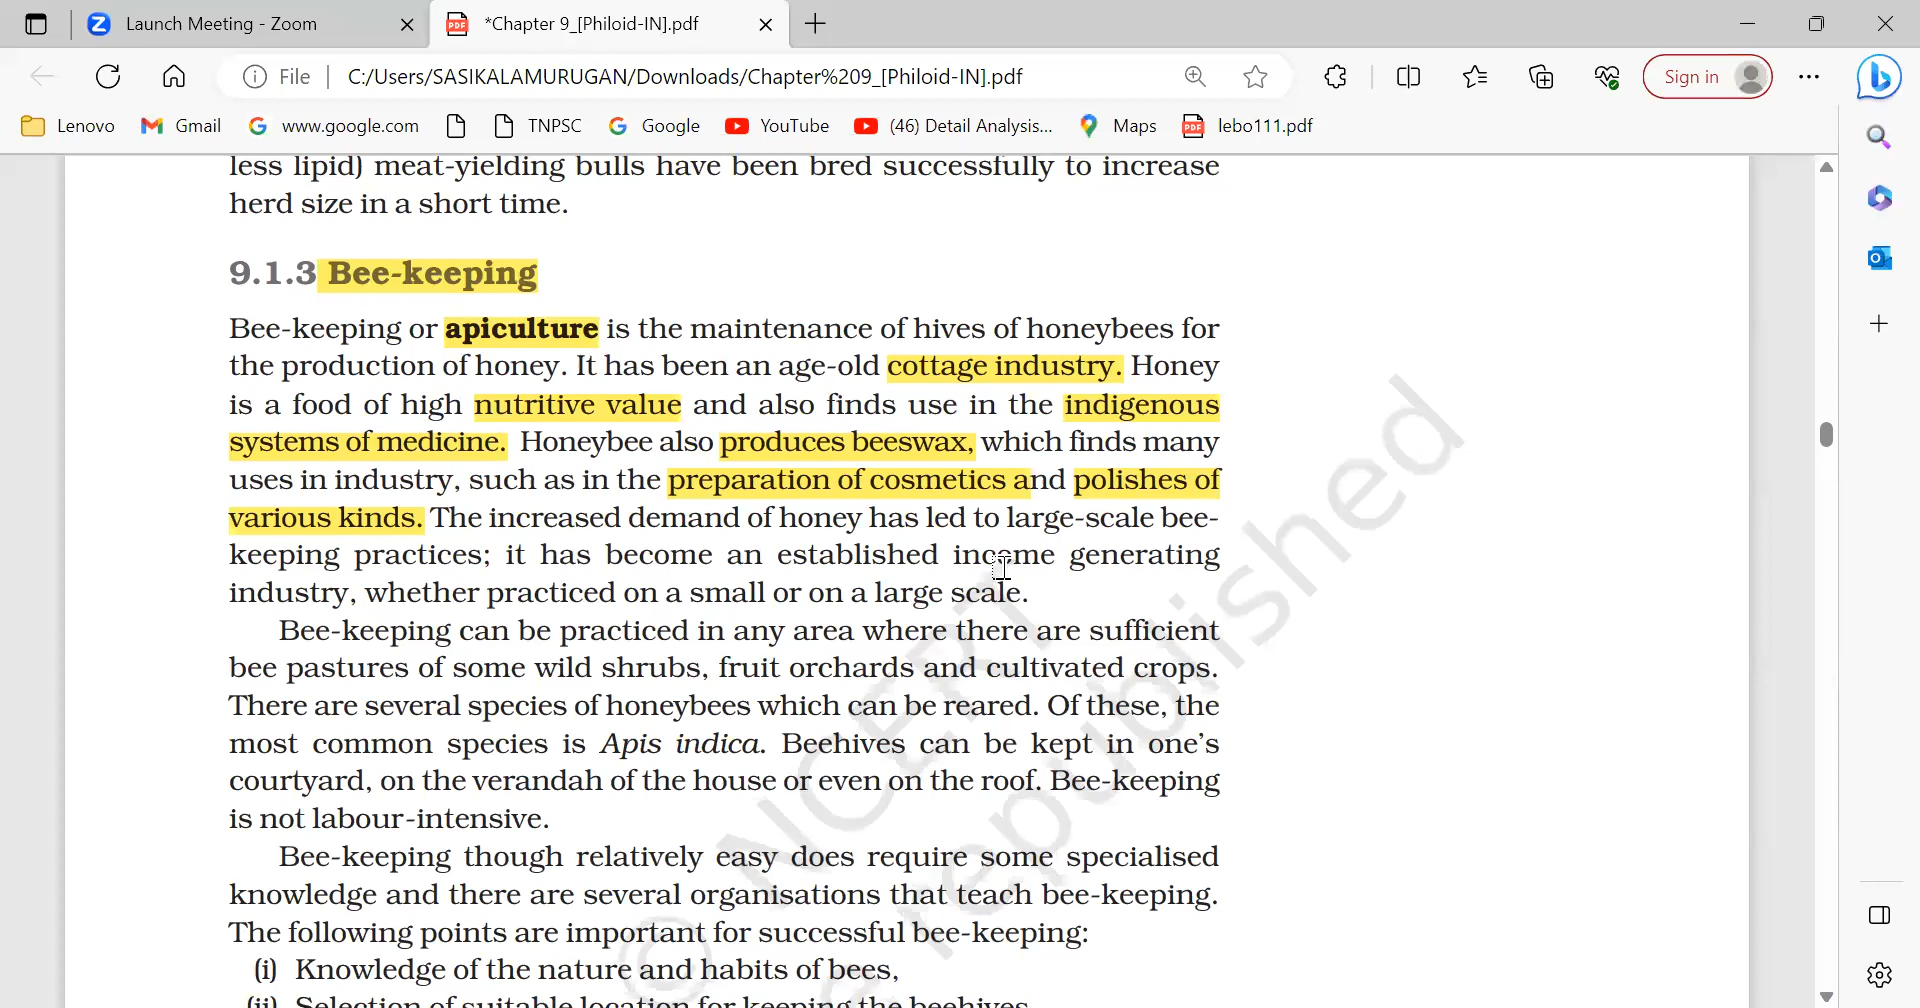 Launch Meeting - Zoom
*Chapter 9_[Philoid-IN].pdf
File
C:/Users/SASIKALAMURUGAN/Downloads/Chapter%209_[Philoid-IN].pdf
Sign in
Lenovo
Gmail
www.google.com
TNPSC
Google
YouTube
(46) Detail Analysis...
Maps
lebo111.pdf
less lipid) meat-yielding bulls have been bred successfully to increase
herd size in a short time.
9.1.3 Bee-keeping
Bee-keeping or apiculture is the maintenance of hives of honeybees for
the production of honey. It has been an age-old cottage industry. Honey
is a food of high nutritive value and also finds use in the indigenous
systems of medicine. Honeybee also produces beeswax, which finds many
uses in industry, such as in the preparation of cosmetics and polishes of
various kinds. The increased demand of honey has led to large-scale bee-
keeping practices; it has become an established income generating
industry, whether practiced on a small or on a large scale.
Bee-keeping can be practiced in any area where there are sufficient
bee pastures of some wild shrubs, fruit orchards and cultivated crops.
There are several species of honeybees which can be reared. Of these, the
most common species is Apis indica. Beehives can be kept in one's
courtyard, on the verandah of the house or even on the roof. Bee-keeping
is not labour-intensive.
Bee-keeping though relatively easy does require some specialised
knowledge and there are several organisations that teach bee-keeping.
The following points are important for successful bee-keeping:
(i) Knowledge of the nature and habits of bees,
(ii) Selection of suitable location for keeping the beehives
© NCERT
republished